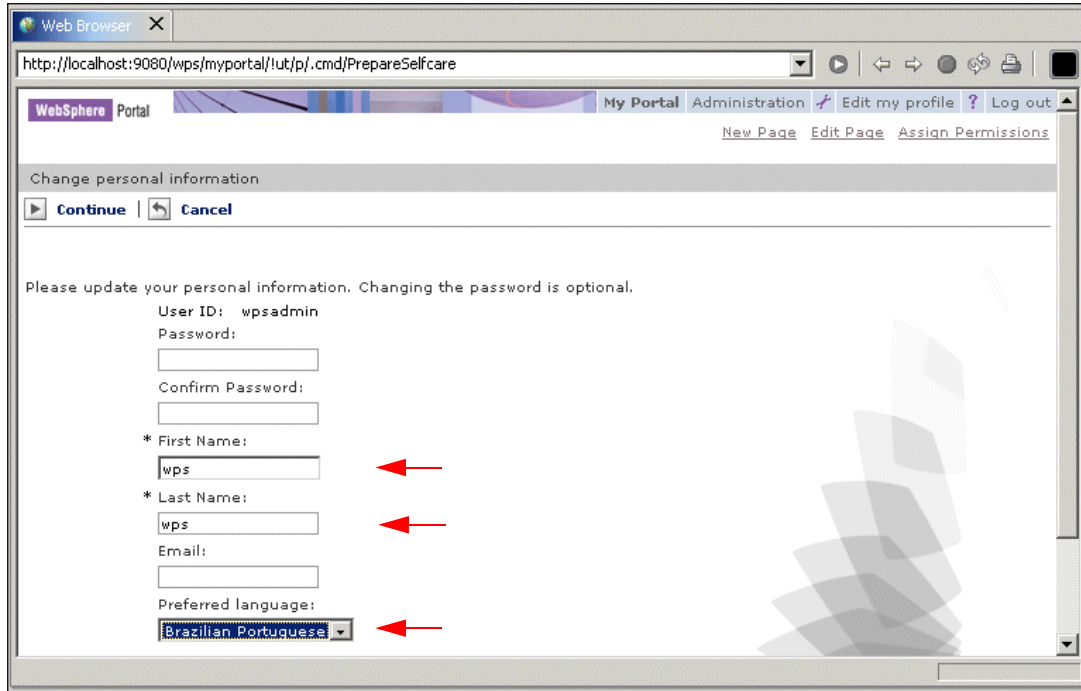 Web Browser
http://localhost:9080/wps/myportal/!ut/p/.cmd/PrepareSelfcare
WebSphere Portal
My Portal Administration Edit my profile ? Log out
New Page Edit Page Assign Permissions
Change personal information
Continue | Cancel
Please update your personal information. Changing the password is optional.
User ID: wpsadmin
Password:
Confirm Password:
* First Name:
wps
* Last Name:
wps
Email:
Preferred language:
Brazilian Portuguese